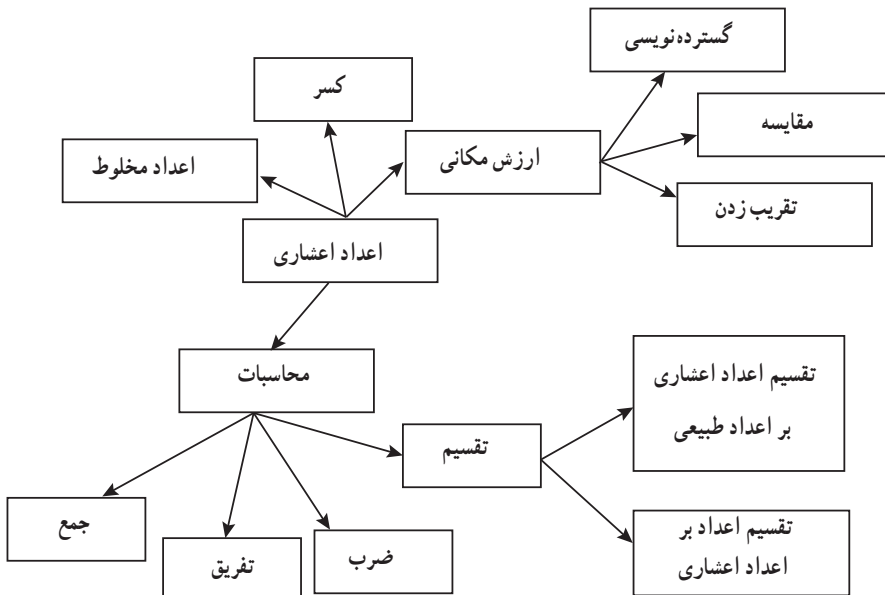 گسترده‌نویسی
کسر
مقایسه
ارزش مکانی
اعداد مخلوط
تقریب زدن
اعداد اعشاری
محاسبات
تقسیم اعداد اعشاری
بر اعداد طبیعی
تقسیم
جمع
تفریق
ضرب
تقسیم اعداد بر
اعداد اعشاری